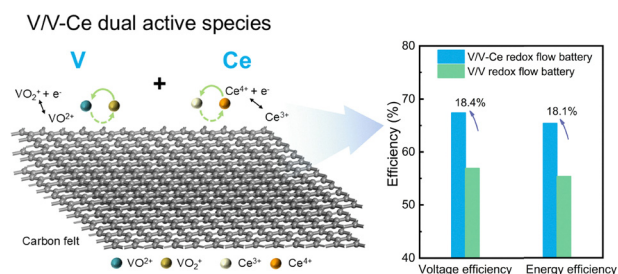 V/V-Ce dual active species
V + Ce
VO₂⁺ + e⁻
VO²⁺
Ce⁴⁺ + e⁻
Ce³⁺
Carbon felt
VO²⁺ VO₂⁺ Ce³⁺ Ce⁴⁺
80
70
60
50
40
Efficiency (%)
V/V-Ce redox flow battery
V/V redox flow battery
18.4%
18.1%
Voltage efficiency Energy efficiency